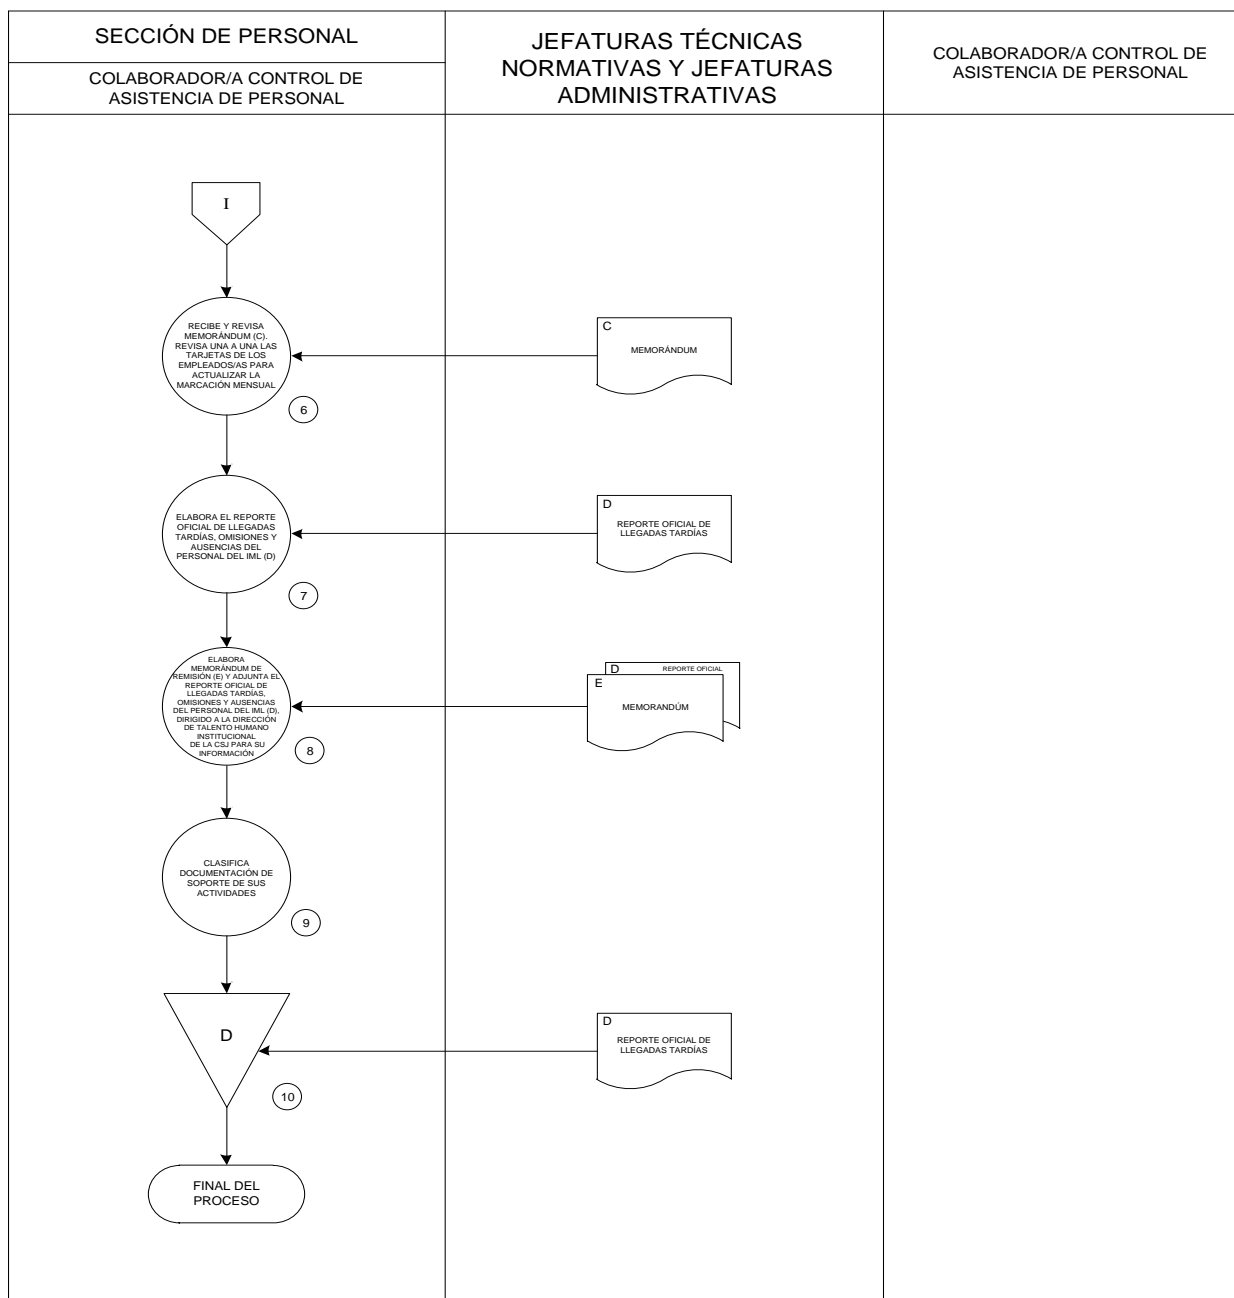 SECCIÓN DE PERSONAL
COLABORADOR/A CONTROL DE
ASISTENCIA DE PERSONAL
JEFATURAS TÉCNICAS
NORMATIVAS Y JEFATURAS
ADMINISTRATIVAS
COLABORADOR/A CONTROL DE
ASISTENCIA DE PERSONAL
I
RECIBE Y REVISA
MEMORÁNDUM (C).
REVISA UNA A UNA LAS
TARJETAS DE LOS
EMPLEADOS/AS PARA
ACTUALIZAR LA
MARCACIÓN MENSUAL
6
C
MEMORÁNDUM
ELABORA EL REPORTE
OFICIAL DE LLEGADAS
TARDÍAS, OMISIONES Y
AUSENCIAS DEL
PERSONAL DEL IML (D)
7
D
REPORTE OFICIAL DE
LLEGADAS TARDÍAS
ELABORA
MEMORÁNDUM DE
REMISIÓN (E) Y ADJUNTA EL
REPORTE OFICIAL DE
LLEGADAS TARDÍAS,
OMISIONES Y AUSENCIAS
DEL PERSONAL DEL IML (D),
DIRIGIDO A LA DIRECCIÓN
DE TALENTO HUMANO
INSTITUCIONAL
DE LA CSJ PARA SU
INFORMACIÓN
8
D
REPORTE OFICIAL
E
MEMORANDÚM
CLASIFICA
DOCUMENTACIÓN DE
SOPORTE DE SUS
ACTIVIDADES
9
D
10
D
REPORTE OFICIAL DE
LLEGADAS TARDÍAS
FINAL DEL
PROCESO